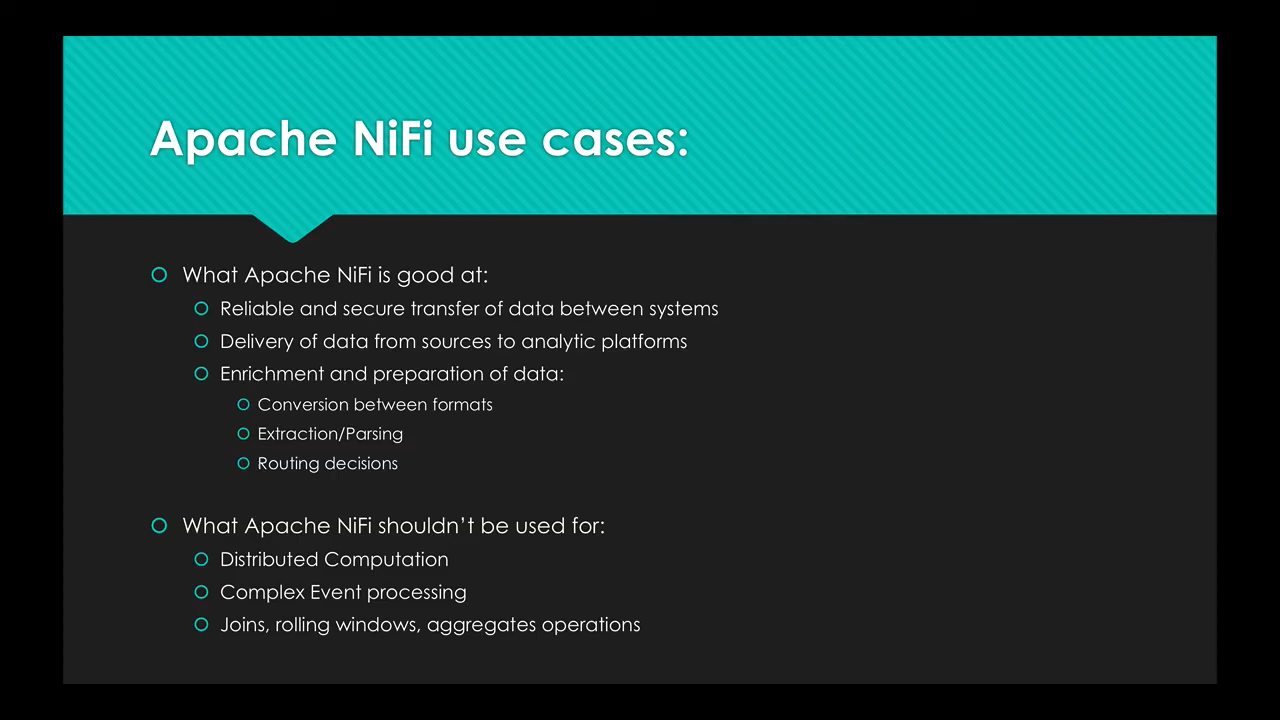 Apache NiFi use cases:
What Apache NiFi is good at:
Reliable and secure transfer of data between systems
Delivery of data from sources to analytic platforms
Enrichment and preparation of data:
Conversion between formats
Extraction/Parsing
Routing decisions
What Apache NiFi shouldn’t be used for:
Distributed Computation
Complex Event processing
Joins, rolling windows, aggregates operations